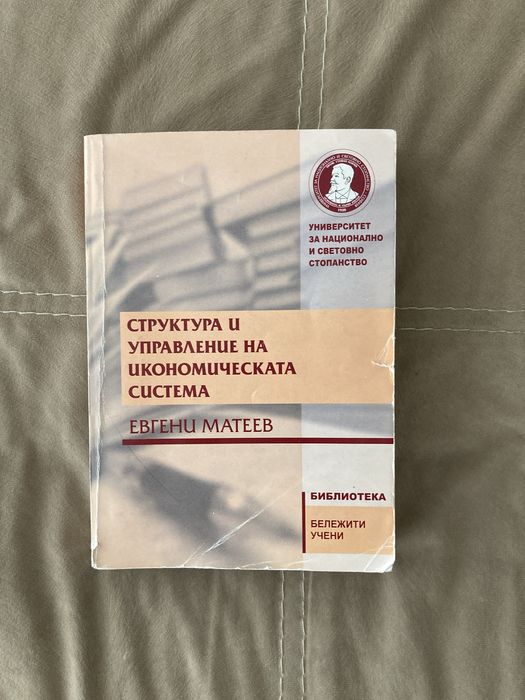 УНИВЕРСИТЕТ
ЗА НАЦИОНАЛНО
И СВЕТОВНО
СТОПАНСТВО
СТРУКТУРА И
УПРАВЛЕНИЕ НА
ИКОНОМИЧЕСКАТА
СИСТЕМА
ЕВГЕНИ МАТЕЕВ
БИБЛИОТЕКА
БЕЛЕЖИТИ
УЧЕНИ